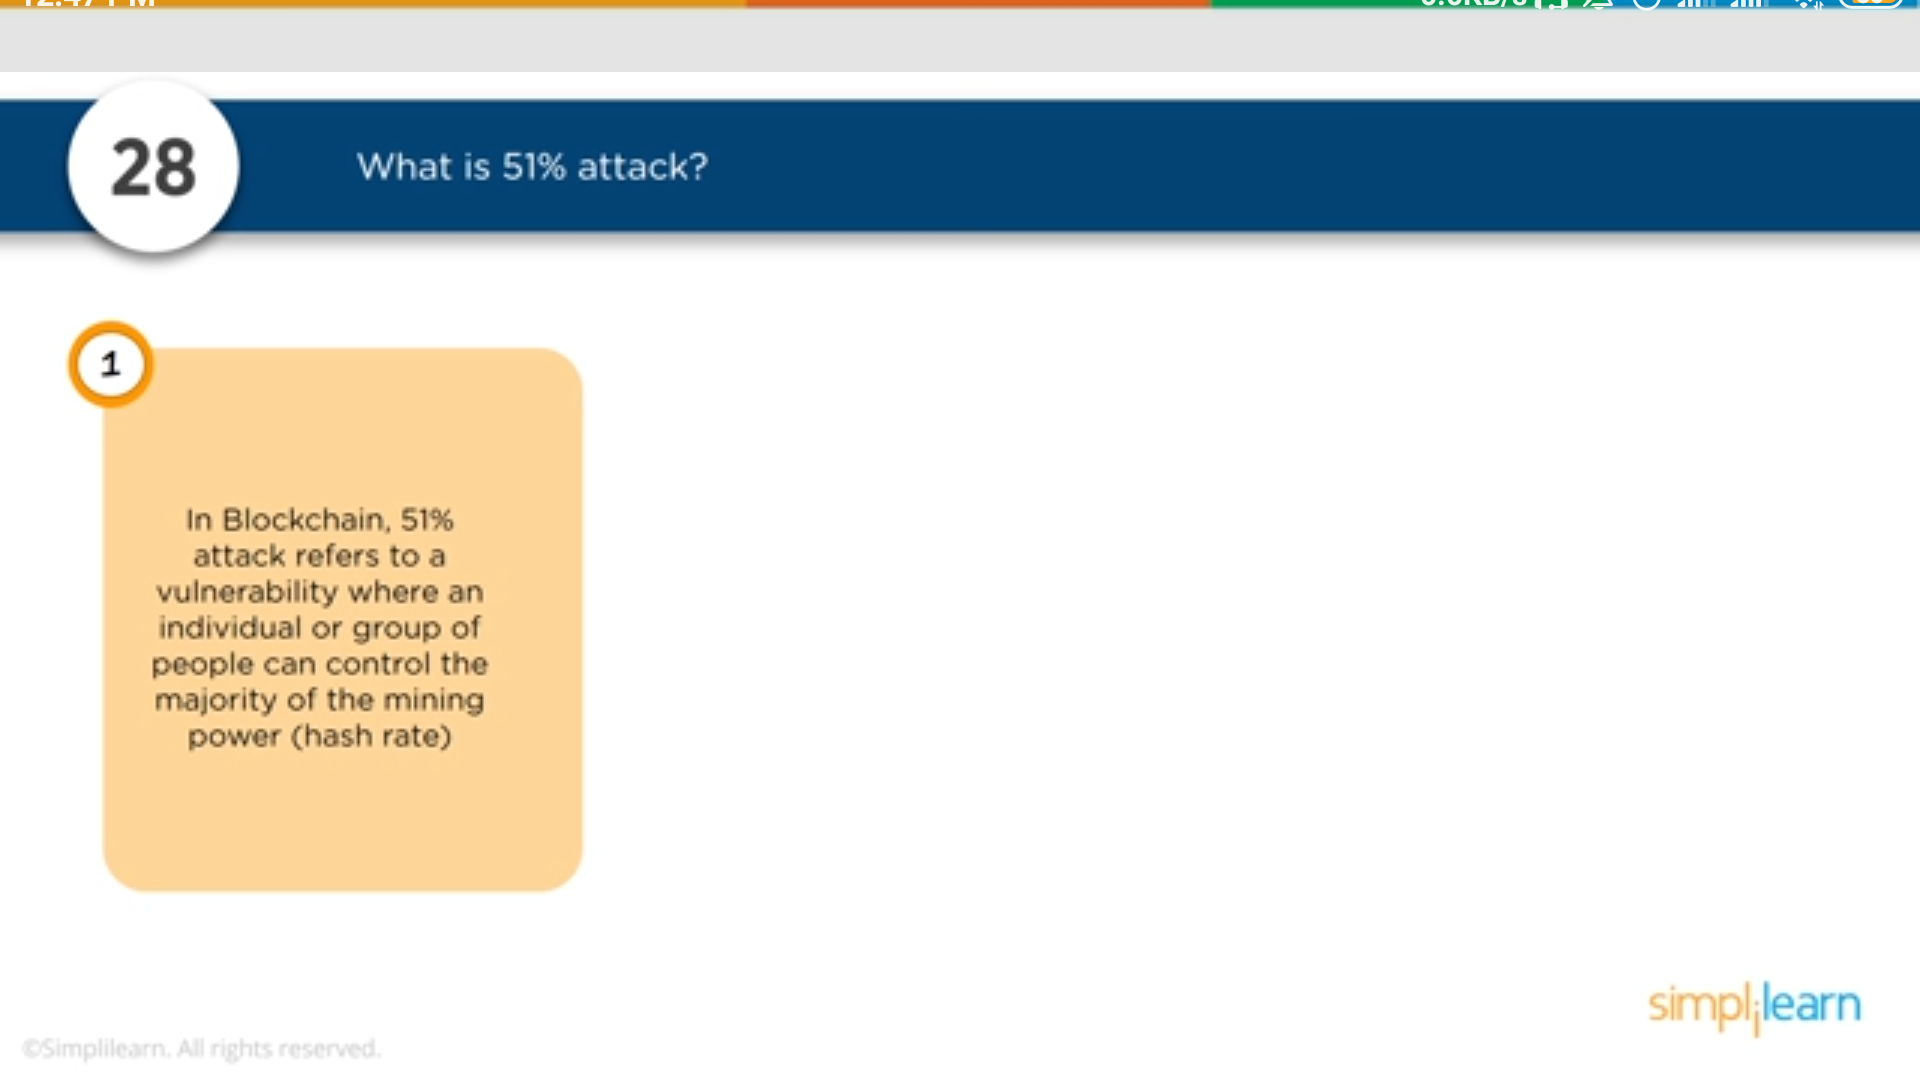 28
What is 51% attack?
1
In Blockchain, 51%
attack refers to a
vulnerability where an
individual or group of
people can control the
majority of the mining
power (hash rate)
simplilearn
©Simplilearn. All rights reserved.